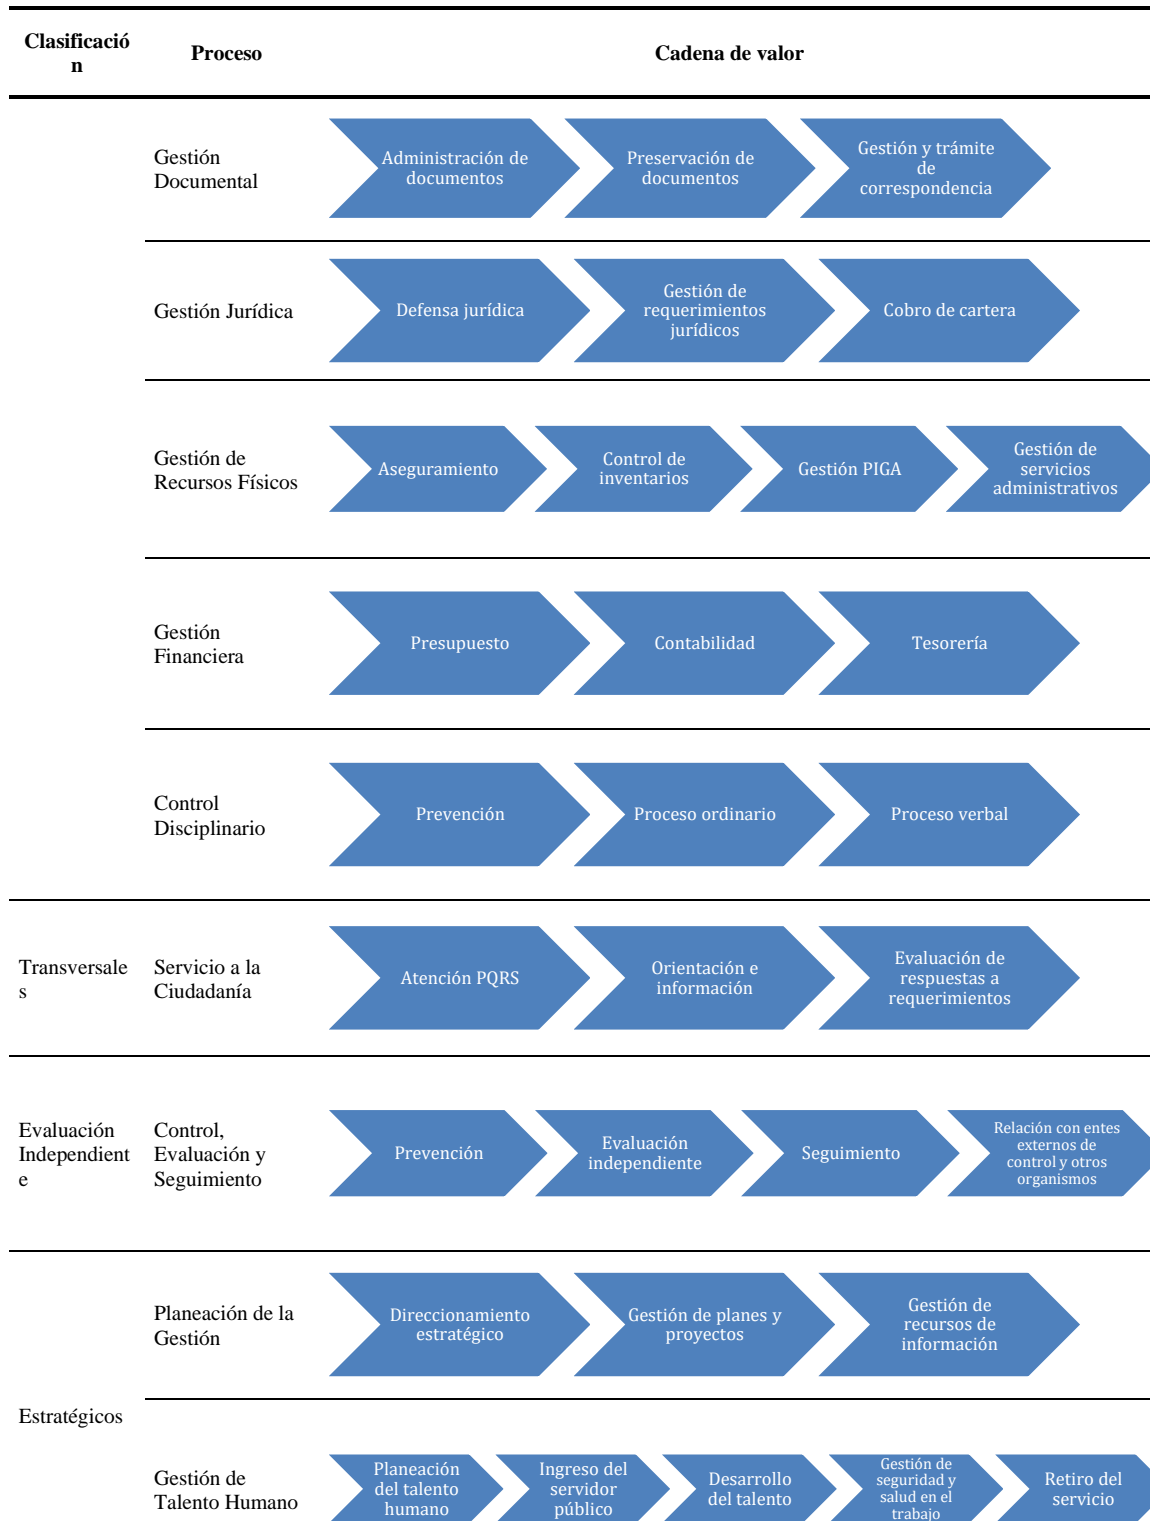 Clasificació
n
Proceso
Cadena de valor
Gestión
Documental
Administración de
documentos
Preservación de
documentos
Gestión y trámite
de
correspondencia
Gestión Jurídica
Defensa jurídica
Gestión de
requerimientos
jurídicos
Cobro de cartera
Gestión de
Recursos Físicos
Aseguramiento
Control de
inventarios
Gestión PIGA
Gestión de
servicios
administrativos
Gestión
Financiera
Presupuesto
Contabilidad
Tesorería
Control
Disciplinario
Prevención
Proceso ordinario
Proceso verbal
Transversale
s
Servicio a la
Ciudadanía
Atención PQRS
Orientación e
información
Evaluación de
respuestas a
requerimientos
Evaluación
Independient
e
Control,
Evaluación y
Seguimiento
Prevención
Evaluación
independiente
Seguimiento
Relación con entes
externos de
control y otros
organismos
Estratégicos
Planeación de la
Gestión
Direccionamiento
estratégico
Gestión de planes y
proyectos
Gestión de
recursos de
información
Gestión de
Talento Humano
Planeación
del talento
humano
Ingreso del
servidor
público
Desarrollo
del talento
Gestión de
seguridad y
salud en el
trabajo
Retiro del
servicio